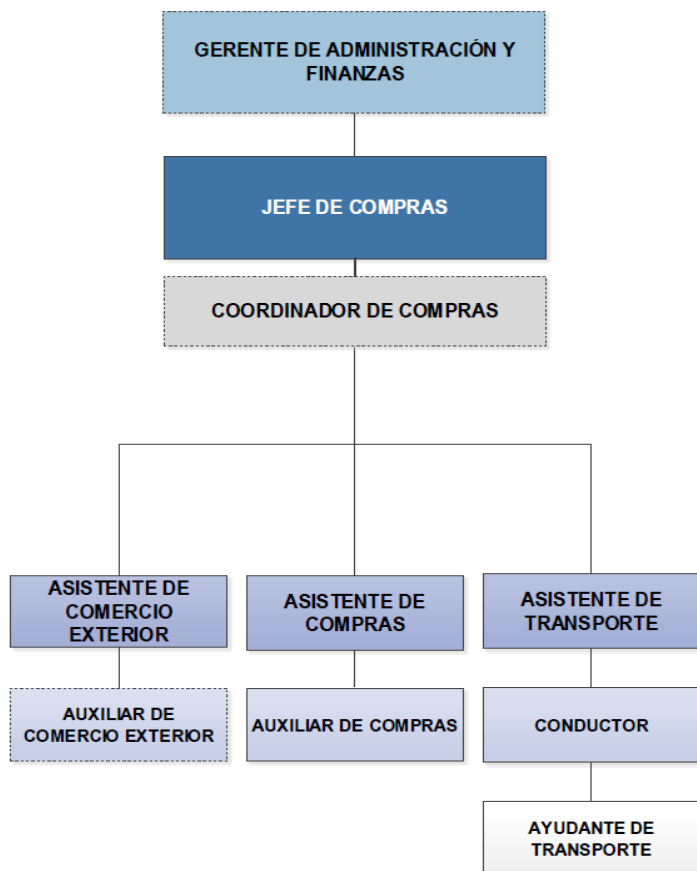 GERENTE DE ADMINISTRACIÓN Y
FINANZAS
JEFE DE COMPRAS
COORDINADOR DE COMPRAS
ASISTENTE DE
COMERCIO
EXTERIOR
ASISTENTE DE
COMPRAS
ASISTENTE DE
TRANSPORTE
AUXILIAR DE
COMERCIO EXTERIOR
AUXILIAR DE COMPRAS
CONDUCTOR
AYUDANTE DE
TRANSPORTE